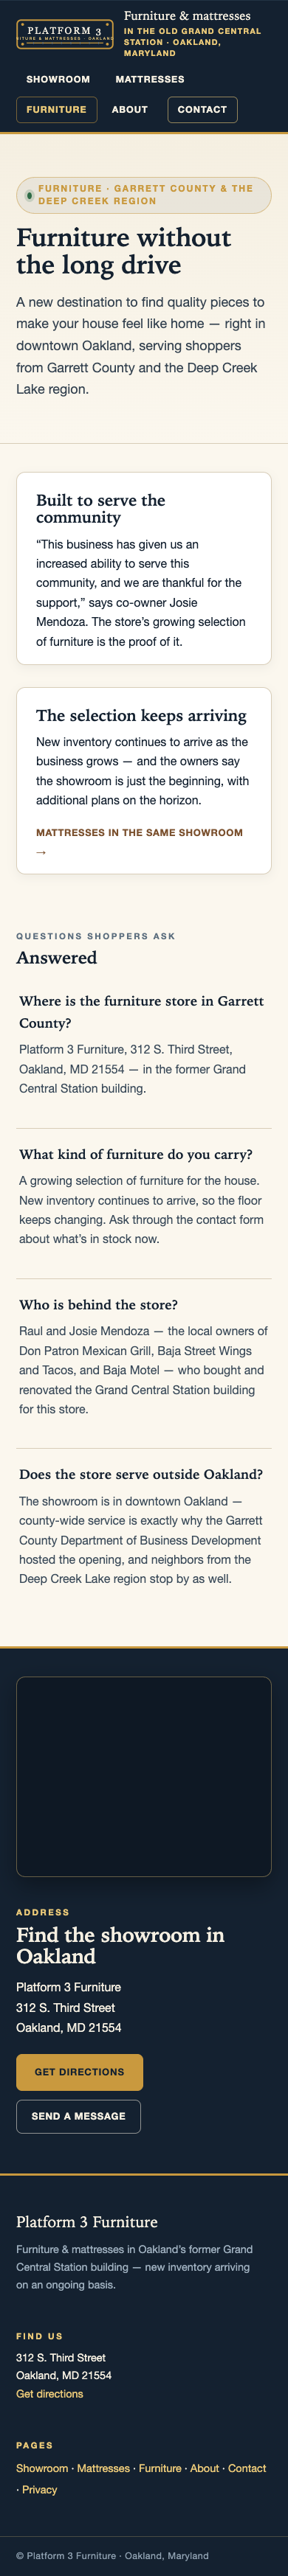 PLATFORM 3
Furniture & mattresses
IN THE OLD GRAND CENTRAL
STATION · OAKLAND,
MARYLAND
SHOWROOM
MATTRESSES
FURNITURE
ABOUT
CONTACT
FURNITURE · GARRETT COUNTY & THE
DEEP CREEK REGION
Furniture without
the long drive
A new destination to find quality pieces to
make your house feel like home — right in
downtown Oakland, serving shoppers
from Garrett County and the Deep Creek
Lake region.
Built to serve the
community
“This business has given us an
increased ability to serve this
community, and we are thankful for the
support,” says co-owner Josie
Mendoza. The store’s growing selection
of furniture is the proof of it.
The selection keeps arriving
New inventory continues to arrive as the
business grows — and the owners say
the showroom is just the beginning, with
additional plans on the horizon.
MATTRESSES IN THE SAME SHOWROOM
→
QUESTIONS SHOPPERS ASK
Answered
Where is the furniture store in Garrett
County?
Platform 3 Furniture, 312 S. Third Street,
Oakland, MD 21554 — in the former Grand
Central Station building.
What kind of furniture do you carry?
A growing selection of furniture for the house.
New inventory continues to arrive, so the floor
keeps changing. Ask through the contact form
about what’s in stock now.
Who is behind the store?
Raul and Josie Mendoza — the local owners of
Don Patron Mexican Grill, Baja Street Wings
and Tacos, and Baja Motel — who bought and
renovated the Grand Central Station building
for this store.
Does the store serve outside Oakland?
The showroom is in downtown Oakland —
county-wide service is exactly why the Garrett
County Department of Business Development
hosted the opening, and neighbors from the
Deep Creek Lake region stop by as well.
ADDRESS
Find the showroom in
Oakland
Platform 3 Furniture
312 S. Third Street
Oakland, MD 21554
GET DIRECTIONS
SEND A MESSAGE
Platform 3 Furniture
Furniture & mattresses in Oakland’s former Grand
Central Station building — new inventory arriving
on an ongoing basis.
FIND US
312 S. Third Street
Oakland, MD 21554
Get directions
PAGES
Showroom · Mattresses · Furniture · About · Contact
· Privacy
© Platform 3 Furniture · Oakland, Maryland